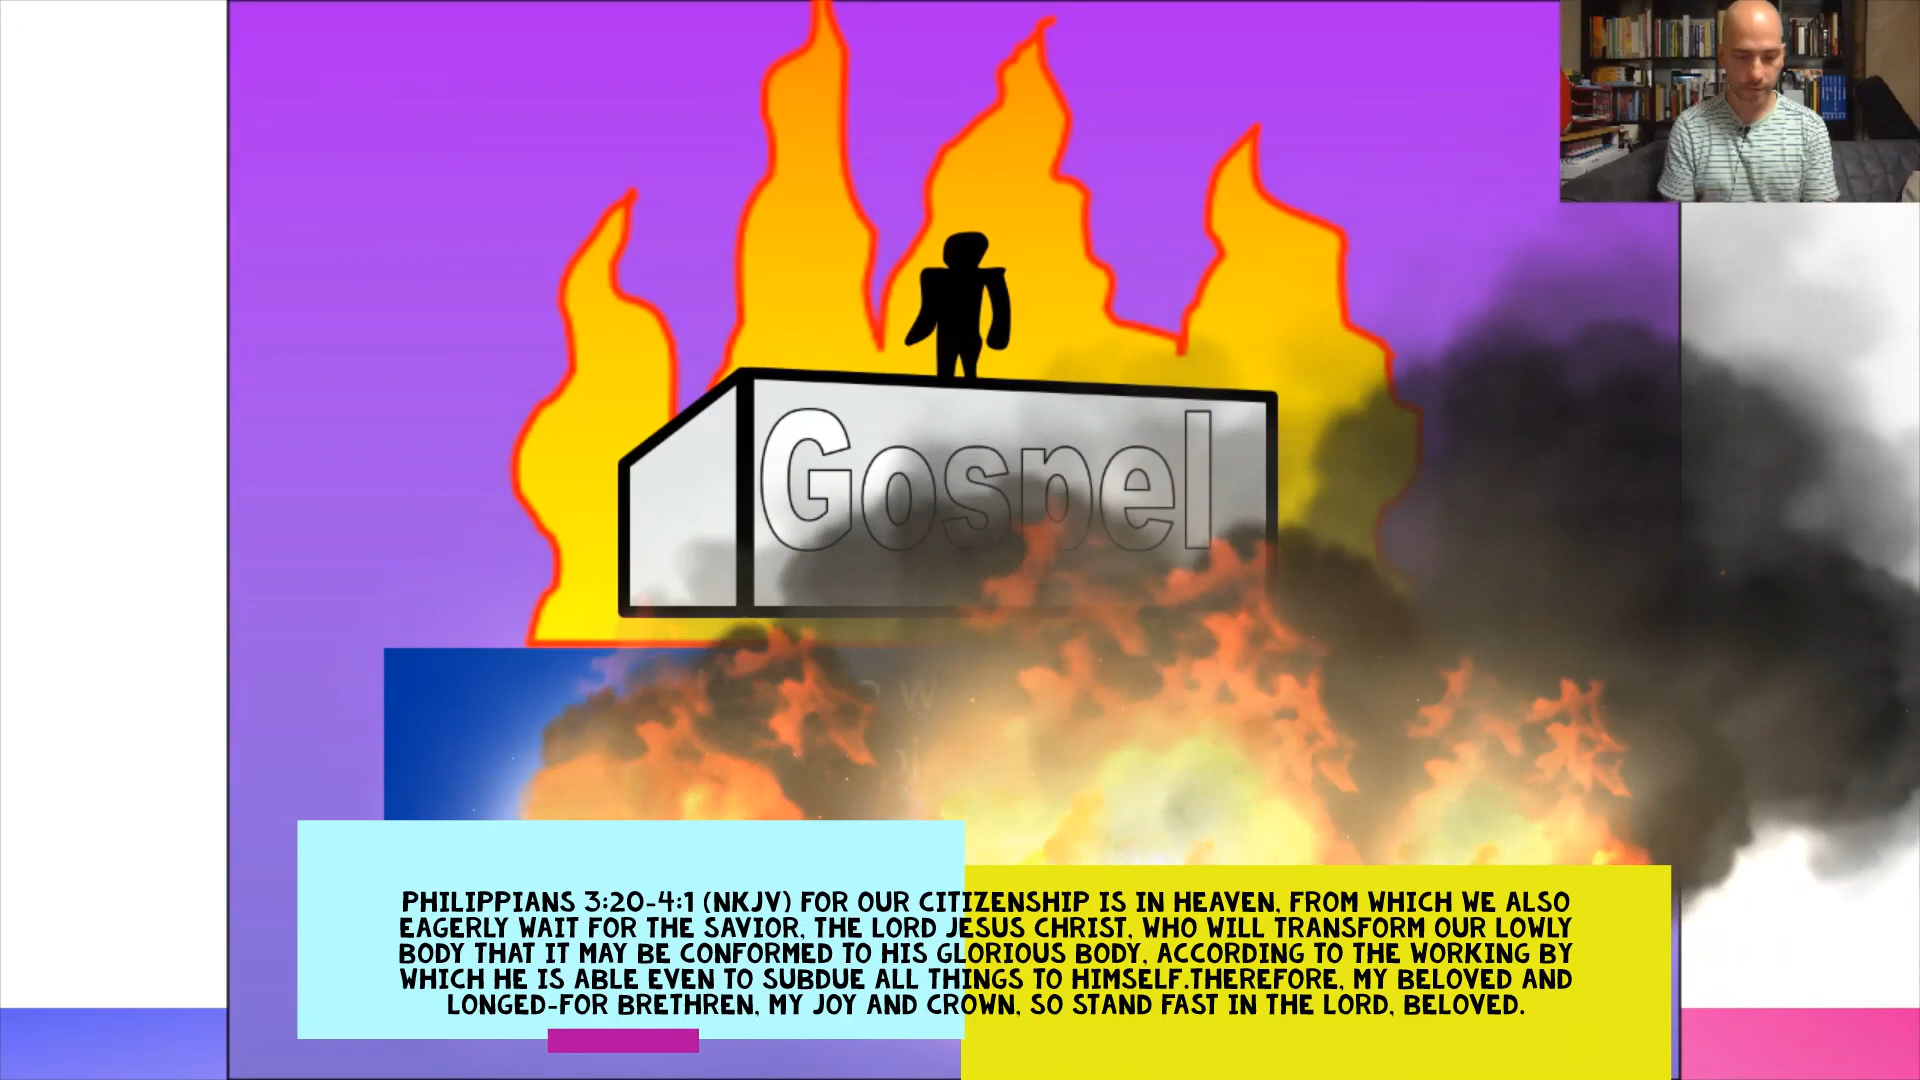 Gospel
PHILIPPIANS 3:20-4:1 (NKJV) FOR OUR CITIZENSHIP IS IN HEAVEN, FROM WHICH WE ALSO
EAGERLY WAIT FOR THE SAVIOR, THE LORD JESUS CHRIST, WHO WILL TRANSFORM OUR LOWLY
BODY THAT IT MAY BE CONFORMED TO HIS GLORIOUS BODY, ACCORDING TO THE WORKING BY
WHICH HE IS ABLE EVEN TO SUBDUE ALL THINGS TO HIMSELF.THEREFORE, MY BELOVED AND
LONGED-FOR BRETHREN, MY JOY AND CROWN, SO STAND FAST IN THE LORD, BELOVED.